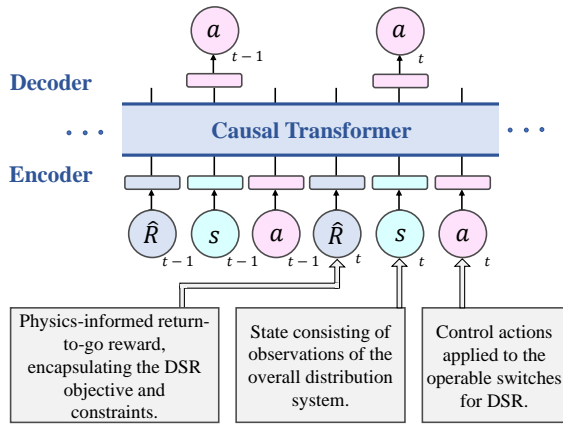 a
t − 1
a
t
Decoder
· · ·
Causal Transformer
· · ·
Encoder
R̂
t − 1
s
t − 1
a
t − 1
R̂
t
s
t
a
t
Physics-informed return-
to-go reward,
encapsulating the DSR
objective and
constraints.
State consisting of
observations of the
overall distribution
system.
Control actions
applied to the
operable switches
for DSR.